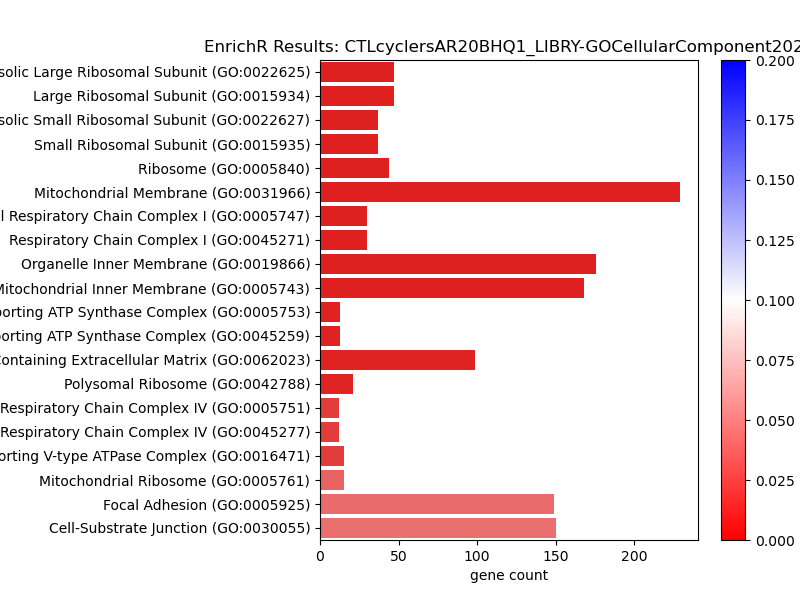 EnrichR Results: CTLcyclersAR20BHQ1_LIBRY-GOCellularComponent202
Large Ribosomal Subunit (GO:0022625)
Large Ribosomal Subunit (GO:0015934)
Small Ribosomal Subunit (GO:0022627)
Small Ribosomal Subunit (GO:0015935)
Ribosome (GO:0005840)
Mitochondrial Membrane (GO:0031966)
Respiratory Chain Complex I (GO:0005747)
Respiratory Chain Complex I (GO:0045271)
Organelle Inner Membrane (GO:0019866)
Mitochondrial Inner Membrane (GO:0005743)
porting ATP Synthase Complex (GO:0005753)
porting ATP Synthase Complex (GO:0045259)
Containing Extracellular Matrix (GO:0062023)
Polysomal Ribosome (GO:0042788)
Respiratory Chain Complex IV (GO:0005751)
Respiratory Chain Complex IV (GO:0045277)
orting V-type ATPase Complex (GO:0016471)
Mitochondrial Ribosome (GO:0005761)
Focal Adhesion (GO:0005925)
Cell-Substrate Junction (GO:0030055)
0 50 100 150 200
gene count
0.200
0.175
0.150
0.125
0.100
0.075
0.050
0.025
0.000